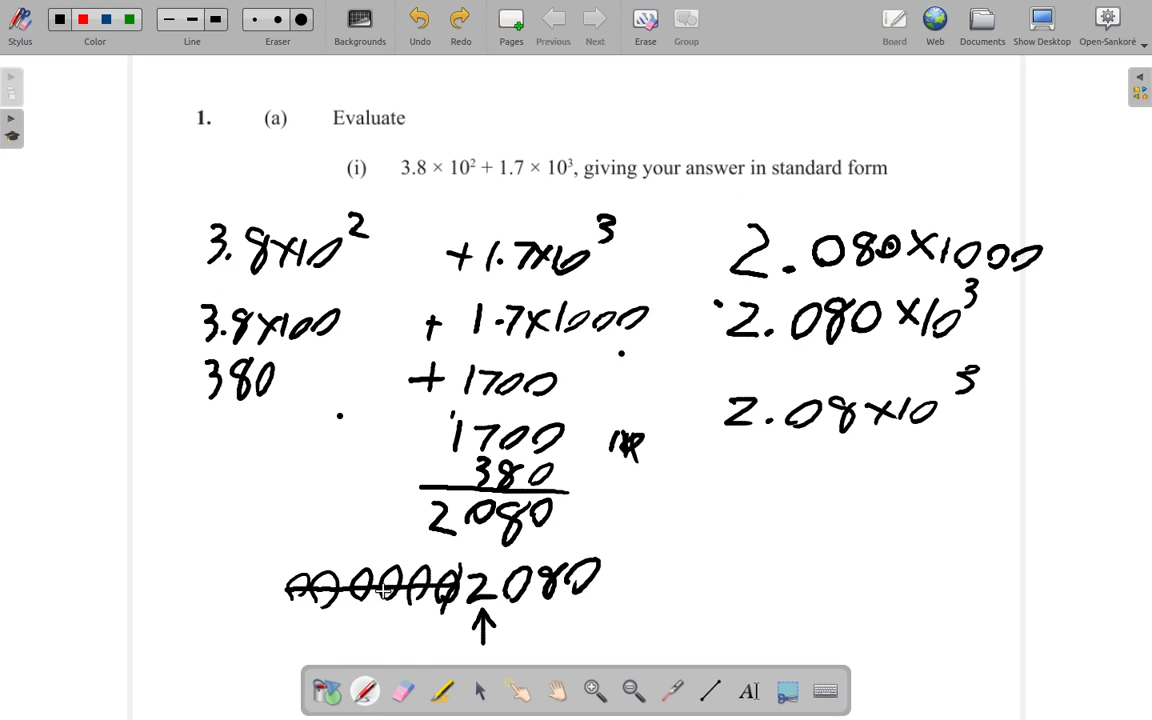 Stylus Color Line Eraser Backgrounds Undo Redo Pages Previous Next Erase Group Board Web Documents Show Desktop Open-Sankoré
1. (a) Evaluate
(i) 3.8 × 10² + 1.7 × 10³, giving your answer in standard form
3.8×10² + 1.7×10³
3.8×100 + 1.7×1000
380 + 1700
1700
380
2080
2080
2.080×1000
2.080×10³
2.08×10³